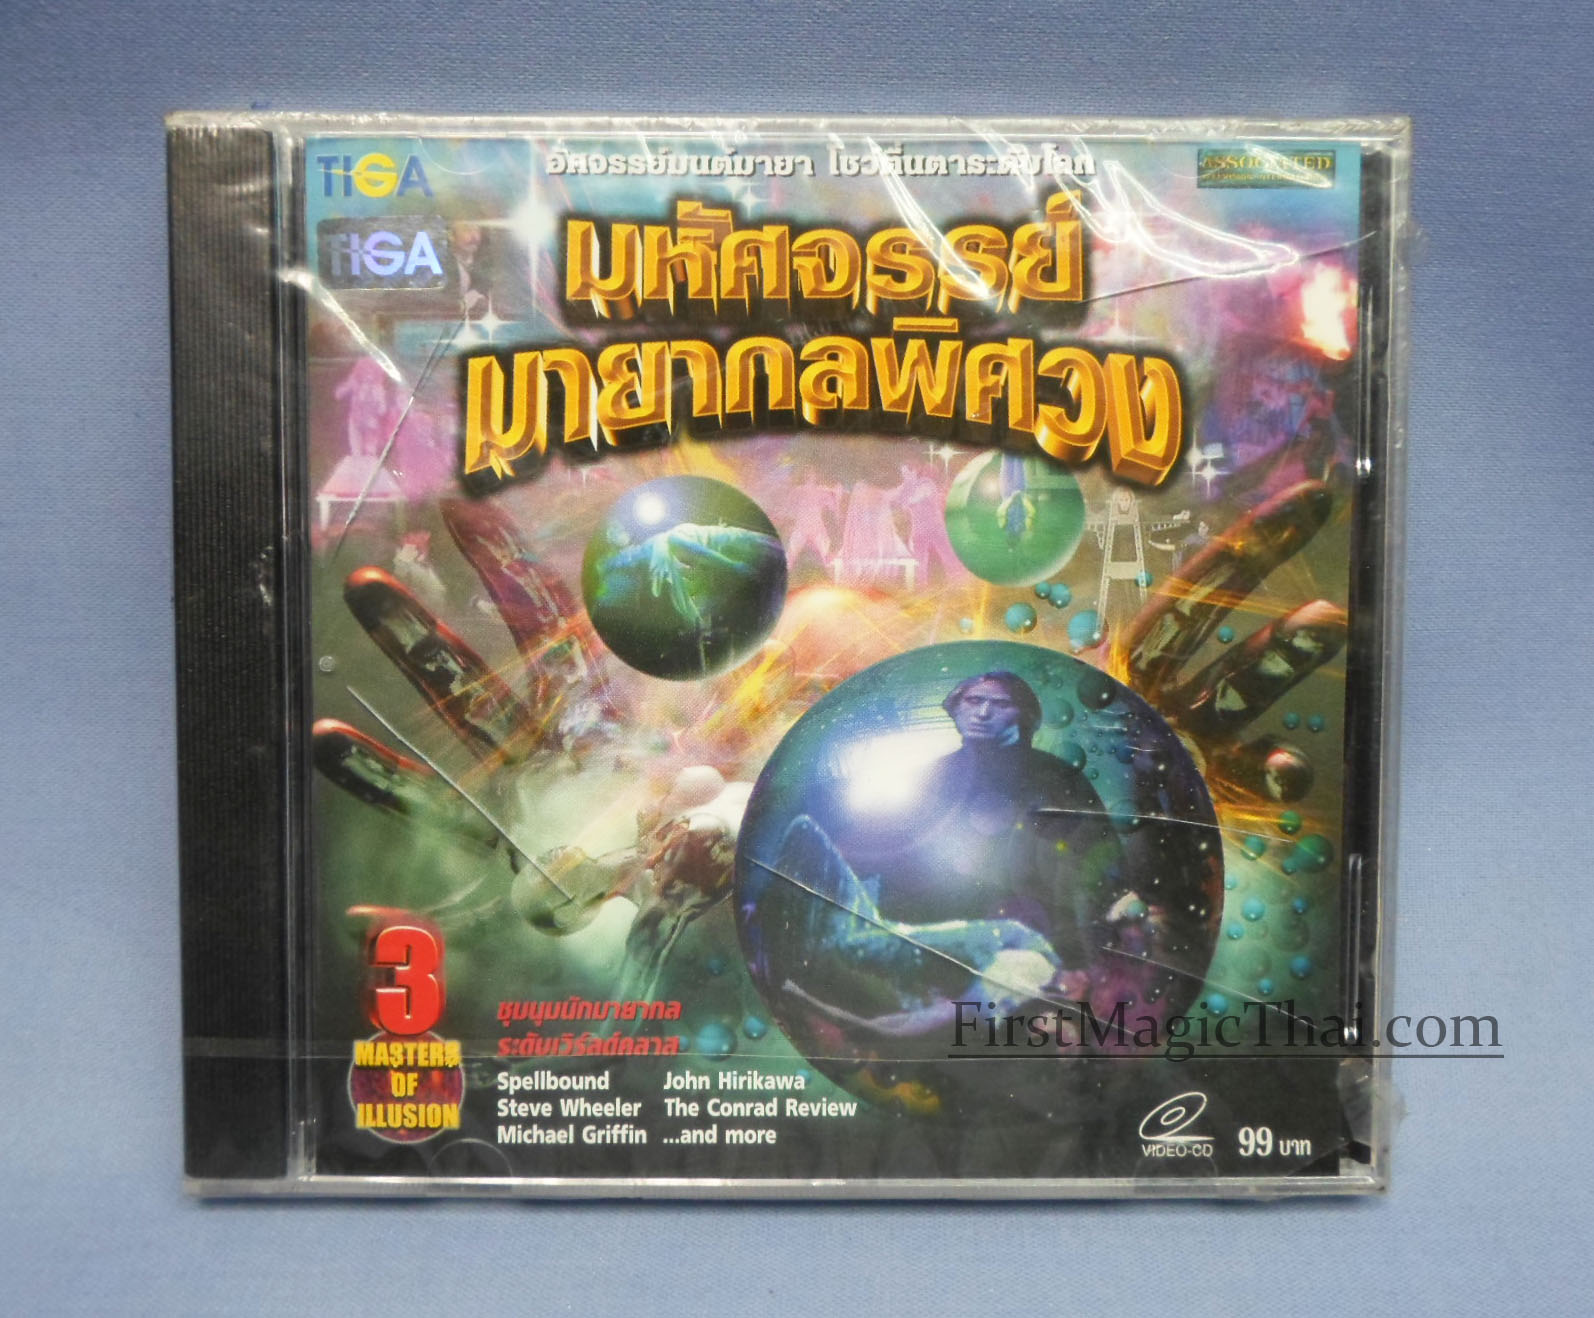 TIGA
TIGA
อัศจรรย์มนต์มายา โชว์ตื่นตาระดับโลก
ASSOCIATED
มหัศจรรย์
มายากลพิศวง
3
MASTERS
OF
ILLUSION
ชุมนุมนักมายากล
ระดับเวิร์ลด์คลาส
Spellbound John Hirikawa
Steve Wheeler The Conrad Review
Michael Griffin ...and more
FirstMagicThai.com
VIDEO-CD 99 บาท